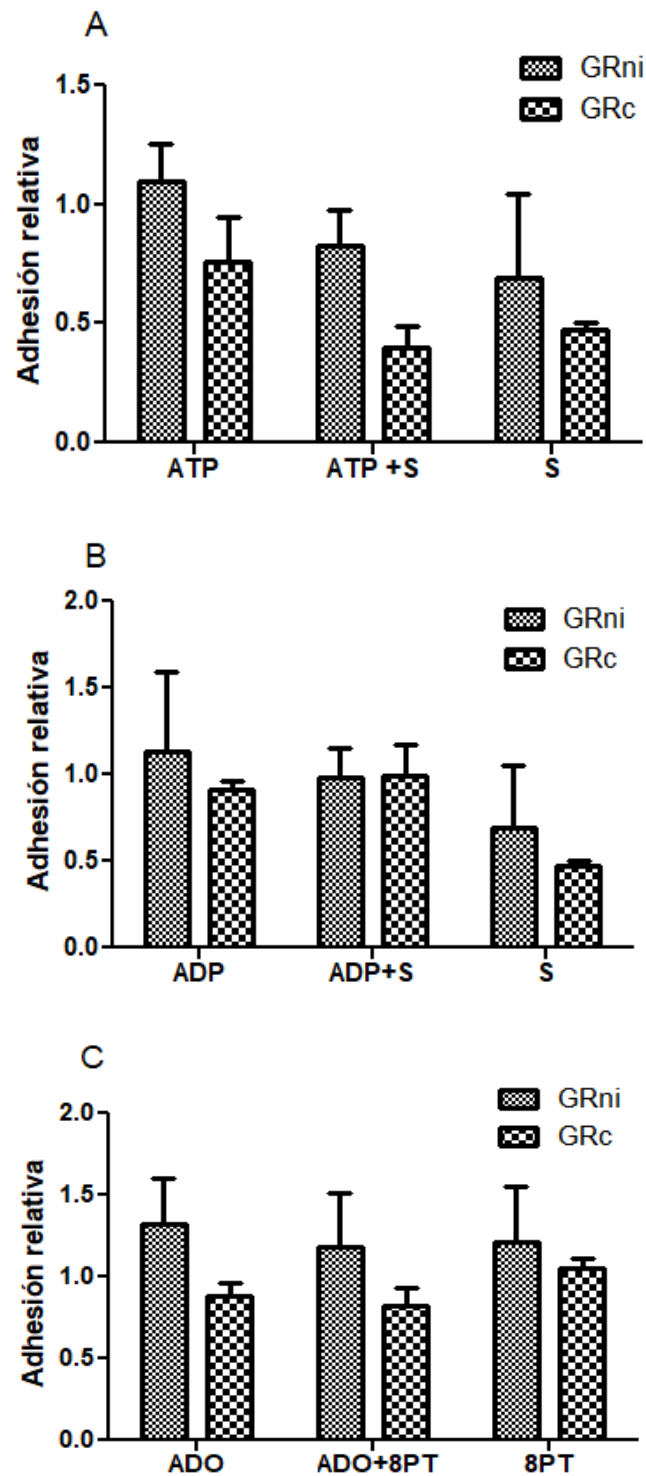 A
GRni
GRc
Adhesión relativa
1.5
1.0
0.5
0.0
ATP ATP +S S
B
GRni
GRc
Adhesión relativa
2.0
1.5
1.0
0.5
0.0
ADP ADP+S S
C
GRni
GRc
Adhesión relativa
2.0
1.5
1.0
0.5
0.0
ADO ADO+8PT 8PT